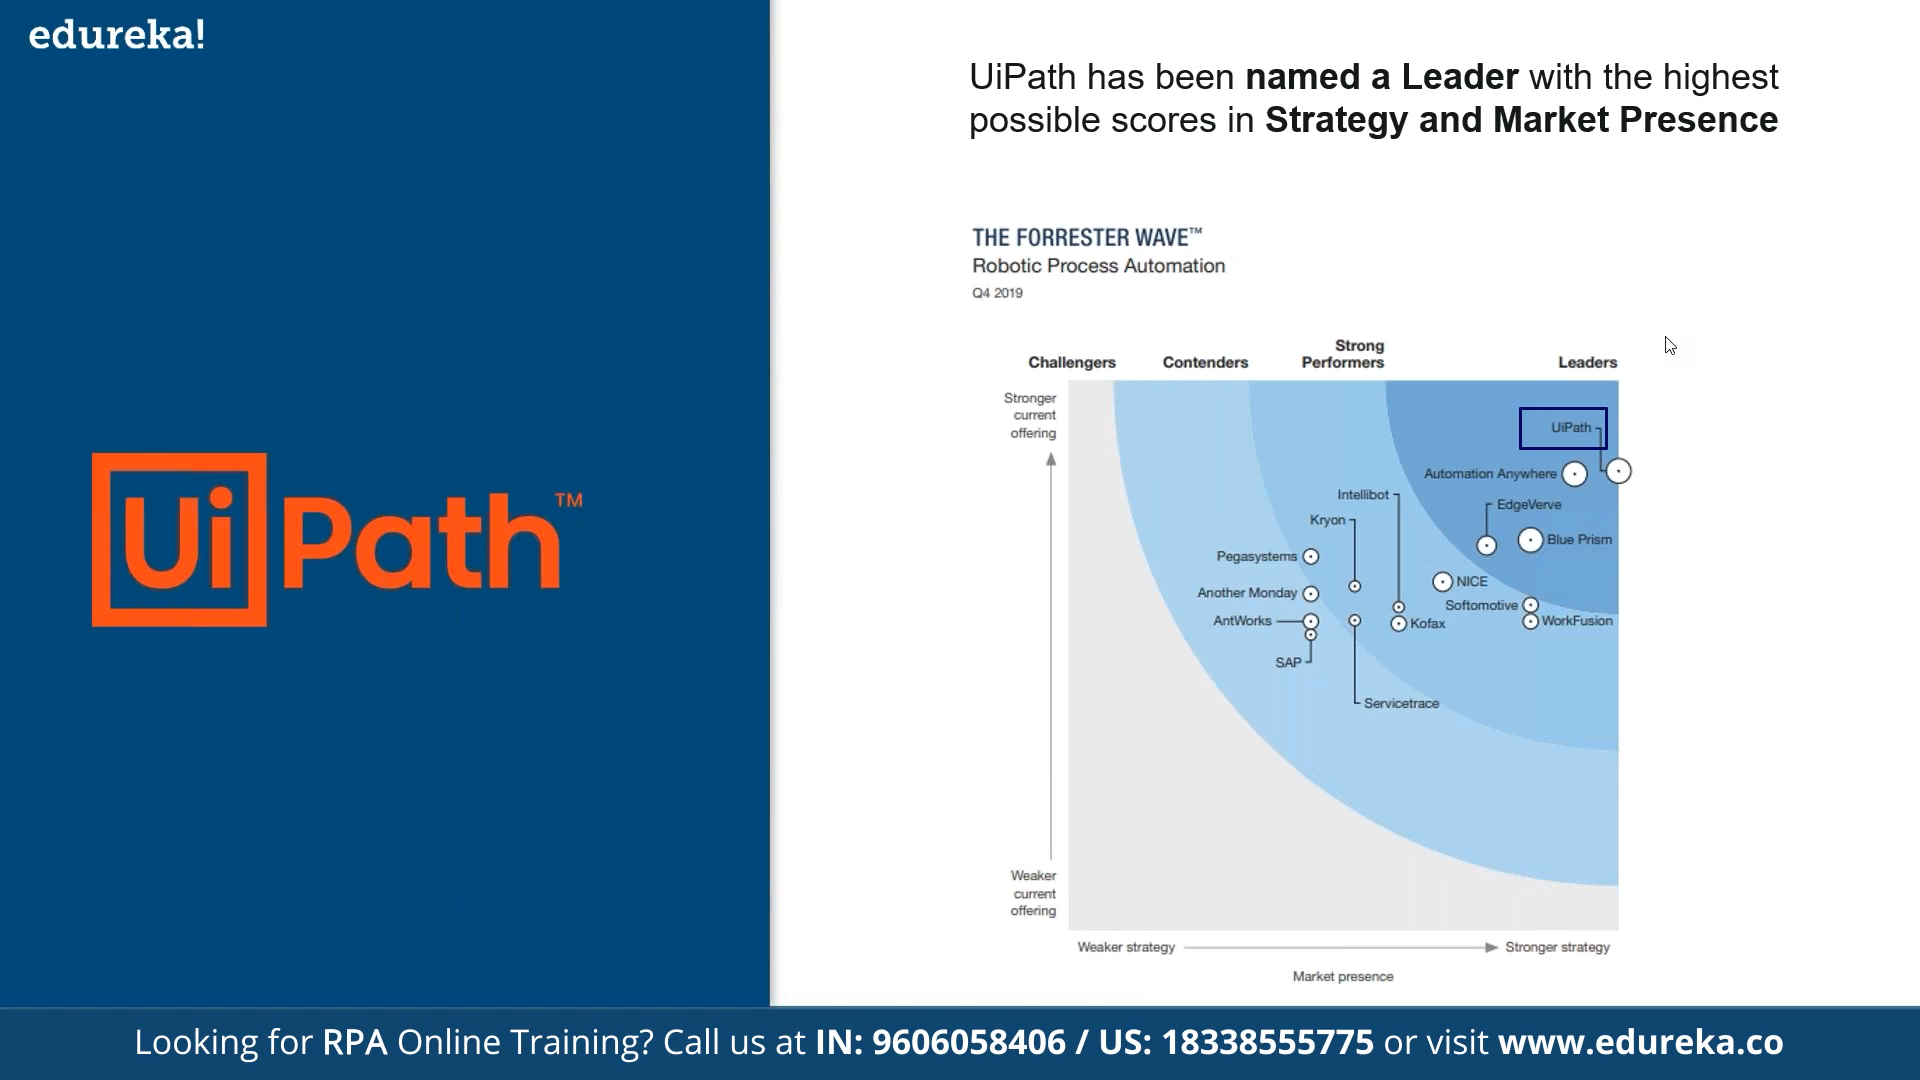 edureka!
UiPath™
UiPath has been named a Leader with the highest
possible scores in Strategy and Market Presence
THE FORRESTER WAVE™
Robotic Process Automation
Q4 2019
Challengers
Contenders
Strong
Performers
Leaders
Stronger
current
offering
UiPath
Automation Anywhere
Intellibot
EdgeVerve
Kryon
Blue Prism
Pegasystems
NICE
Another Monday
Softomotive
AntWorks
Kofax
WorkFusion
SAP
Servicetrace
Weaker
current
offering
Weaker strategy
Stronger strategy
Market presence
Looking for RPA Online Training? Call us at IN: 9606058406 / US: 18338555775 or visit www.edureka.co